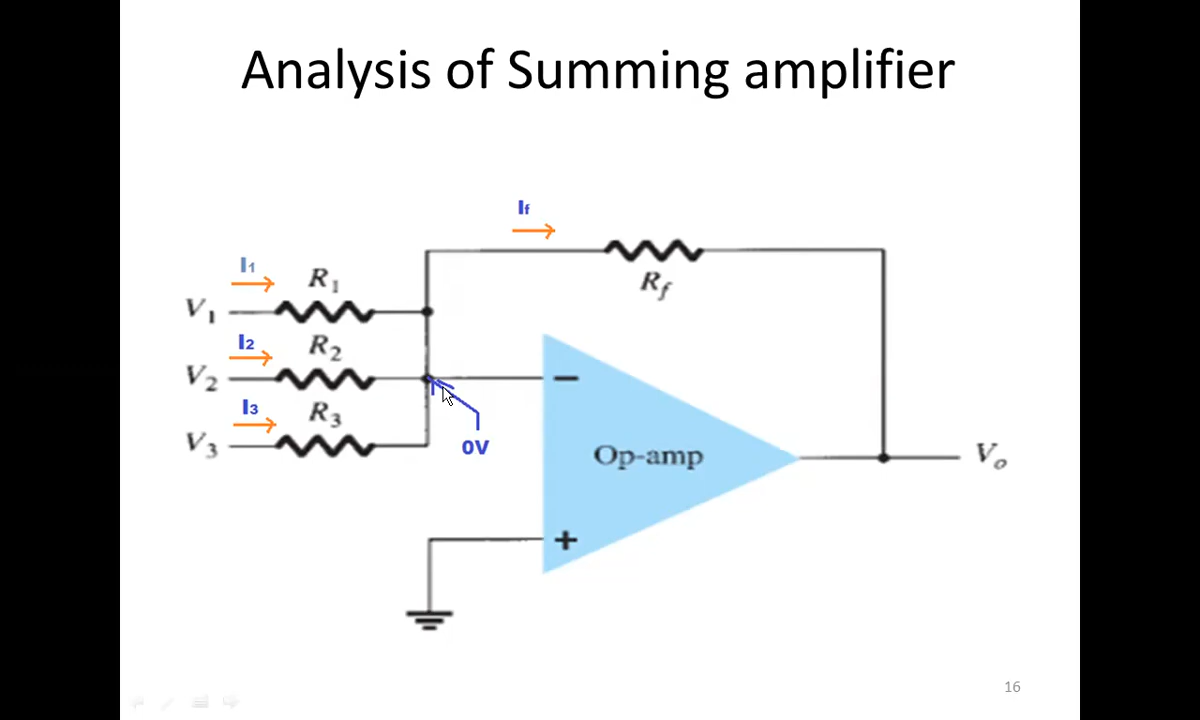 Analysis of Summing amplifier
If
Rf
I1
R1
V1
I2
R2
V2
I3
R3
V3
0V
−
Op-amp
+
Vo
16